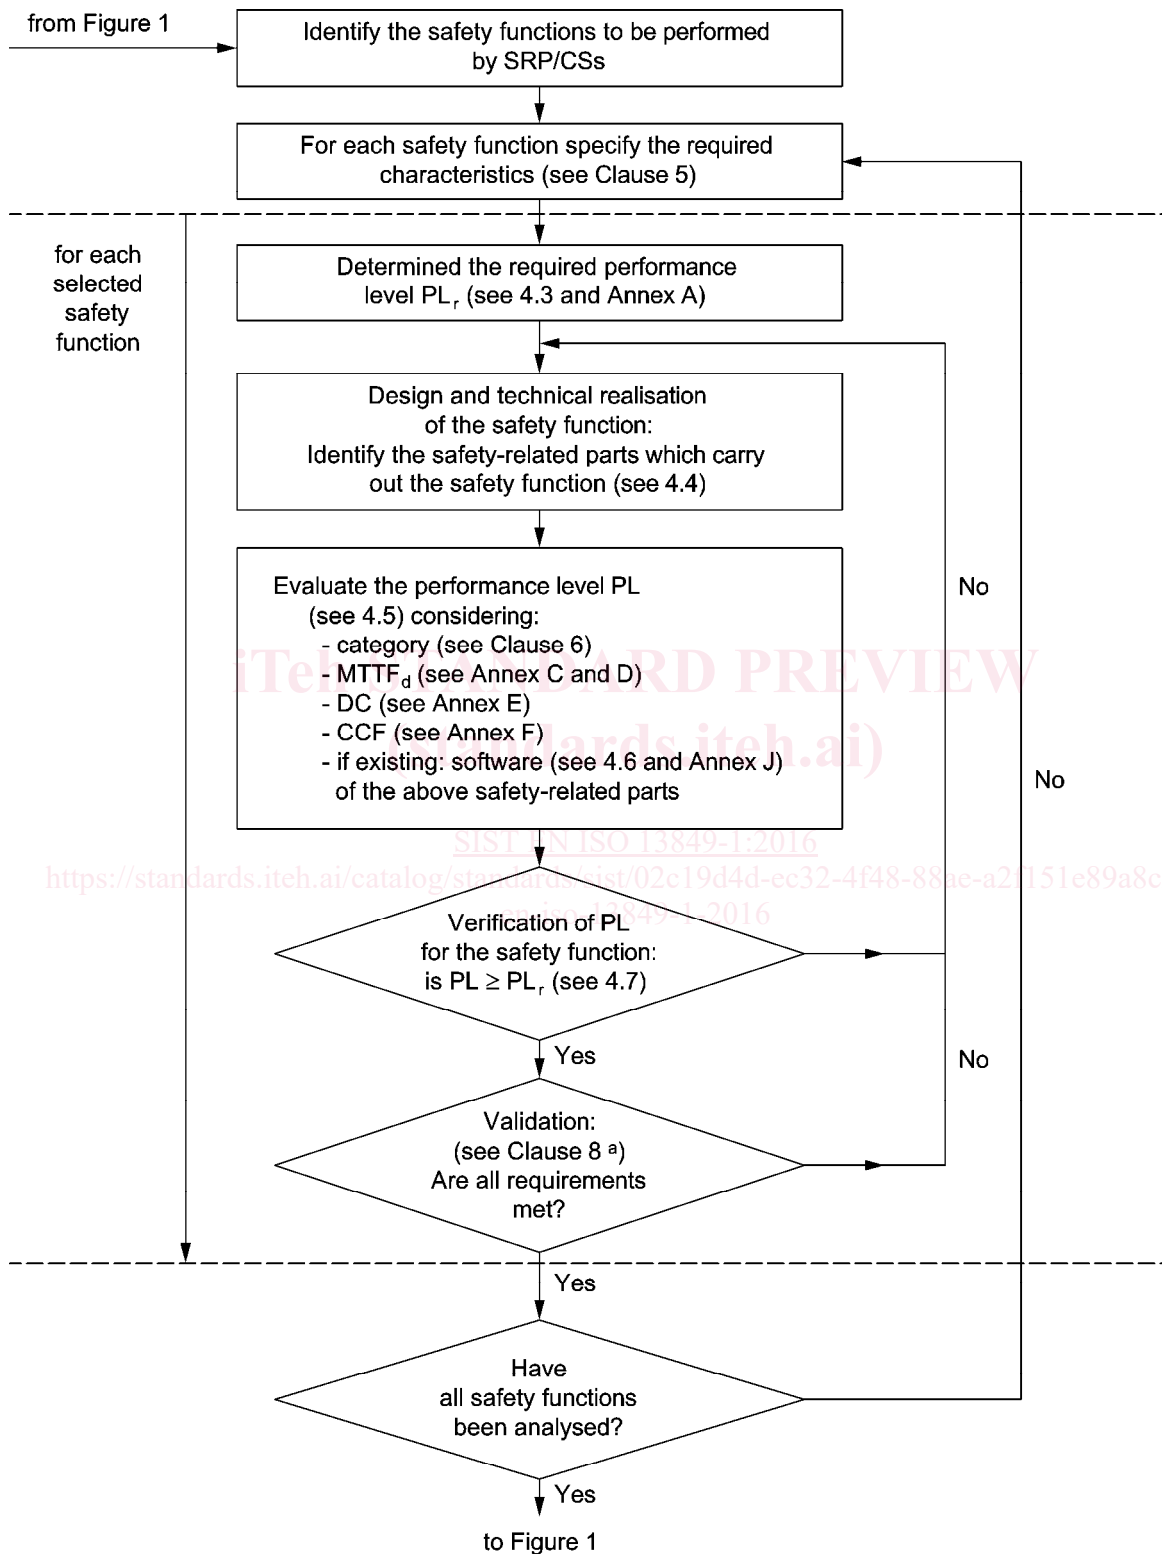 from Figure 1
Identify the safety functions to be performed
by SRP/CSs
For each safety function specify the required
characteristics (see Clause 5)
for each
selected
safety
function
Determined the required performance
level PLr (see 4.3 and Annex A)
Design and technical realisation
of the safety function:
Identify the safety-related parts which carry
out the safety function (see 4.4)
Evaluate the performance level PL
(see 4.5) considering:
- category (see Clause 6)
- MTTFd (see Annex C and D)
- DC (see Annex E)
- CCF (see Annex F)
- if existing: software (see 4.6 and Annex J)
of the above safety-related parts
No
iTeh STANDARD PREVIEW
(standards.iteh.ai)
No
SIST EN ISO 13849-1:2016
https://standards.iteh.ai/catalog/standards/sist/02c19d4d-ec32-4f48-88ae-a2f151e89a8c
en-iso-13849-1-2016
Verification of PL
for the safety function:
is PL ≥ PLr (see 4.7)
Yes
No
Validation:
(see Clause 8 a)
Are all requirements
met?
Yes
Have
all safety functions
been analysed?
Yes
to Figure 1